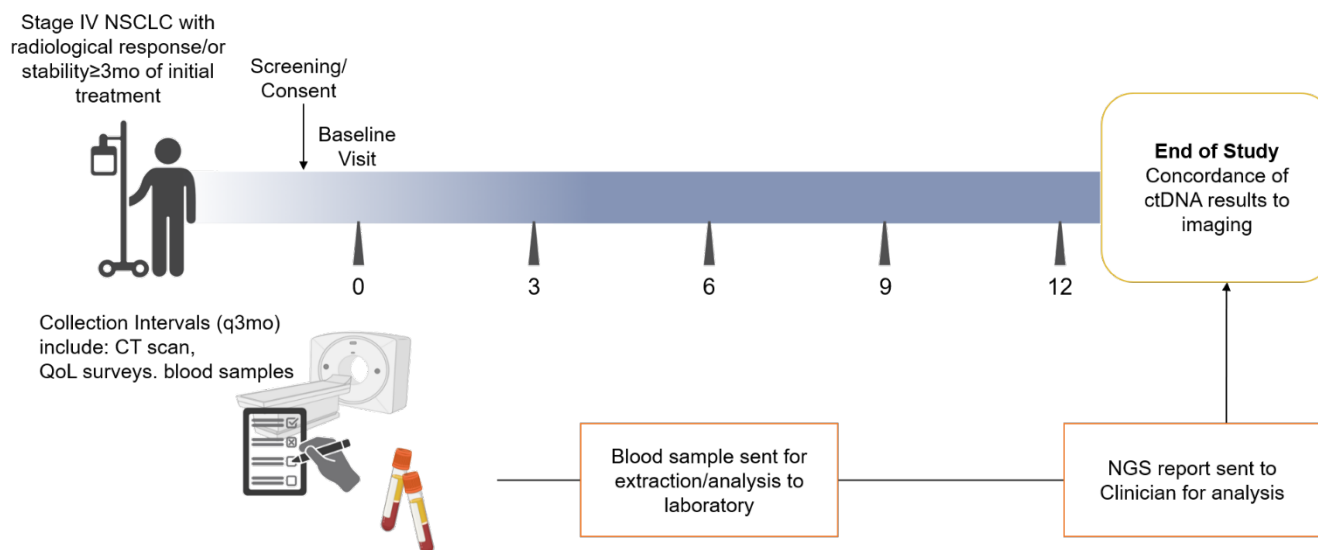 Stage IV NSCLC with
radiological response/or
stability≥3mo of initial
treatment
Screening/
Consent
Baseline
Visit
0
3
6
9
12
End of Study
Concordance of
ctDNA results to
imaging
Collection Intervals (q3mo)
include: CT scan,
QoL surveys. blood samples
Blood sample sent for
extraction/analysis to
laboratory
NGS report sent to
Clinician for analysis